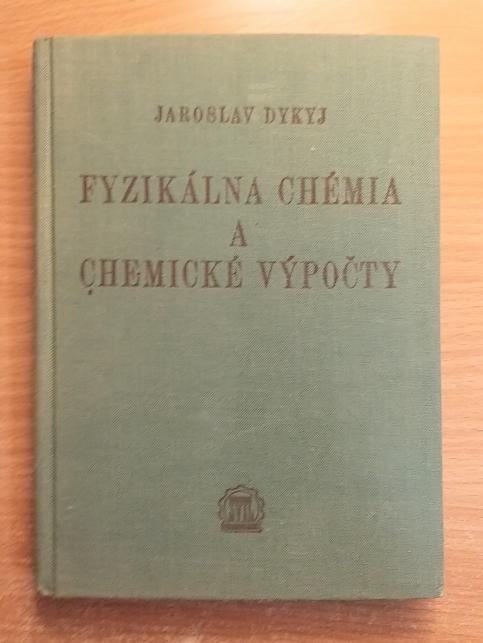 JAROSLAV DYKYJ
FYZIKÁLNA CHÉMIA
A
CHEMICKÉ VÝPOČTY